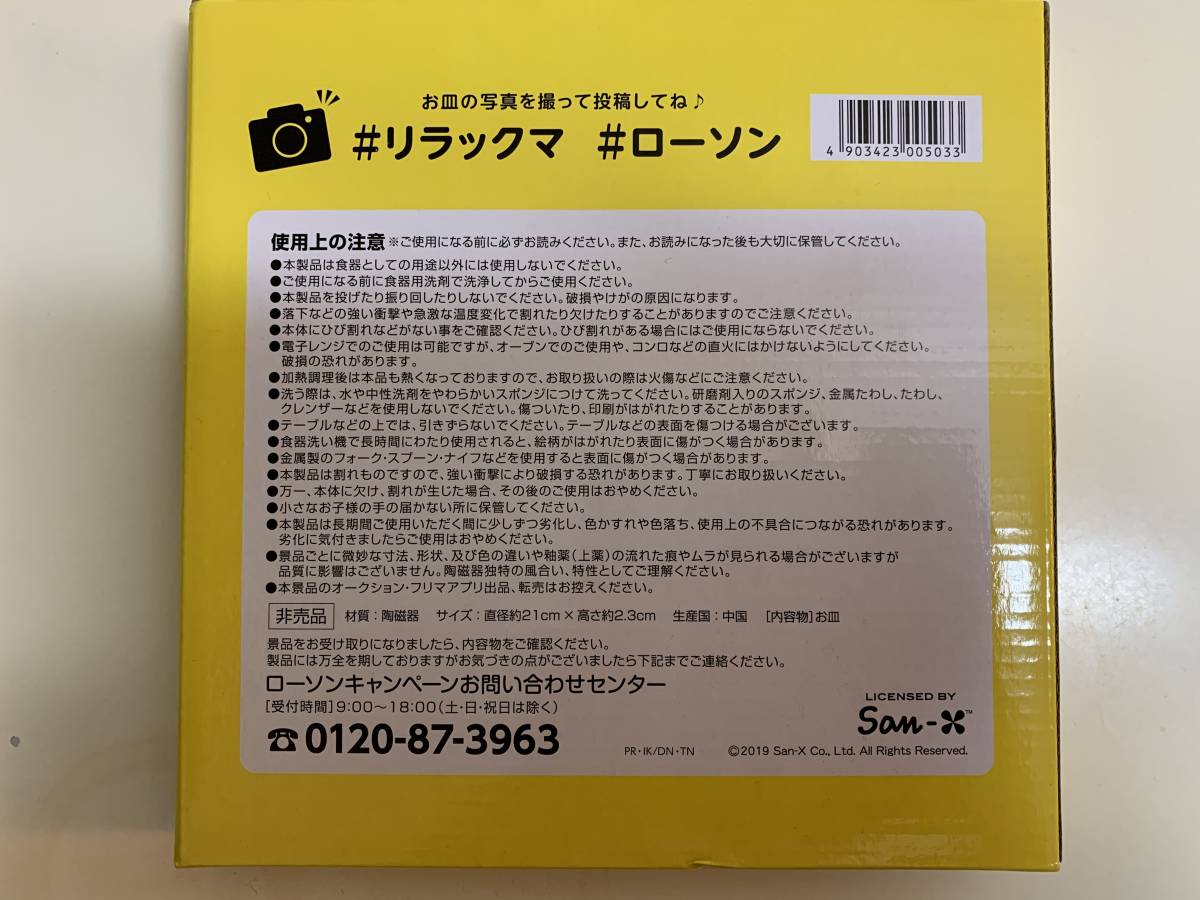 お皿の写真を撮って投稿してね♪
#リラックマ #ローソン
4 903423 005033
使用上の注意 ※ご使用になる前に必ずお読みください。また、お読みになった後も大切に保管してください。
●本製品は食器としての用途以外には使用しないでください。
●ご使用になる前に食器用洗剤で洗浄してからご使用ください。
●本製品を投げたり振り回したりしないでください。破損やけがの原因になります。
●落下などの強い衝撃や急激な温度変化で割れたり欠けたりすることがありますのでご注意ください。
●本体にひび割れなどがない事をご確認ください。ひび割れがある場合にはご使用にならないでください。
●電子レンジでのご使用は可能ですが、オーブンでのご使用や、コンロなどの直火にはかけないようにしてください。
破損の恐れがあります。
●加熱調理後は本品も熱くなっておりますので、お取り扱いの際は火傷などにご注意ください。
●洗う際は、水や中性洗剤をやわらかいスポンジにつけて洗ってください。研磨剤入りのスポンジ、金属たわし、たわし、
クレンザーなどを使用しないでください。傷ついたり、印刷がはがれたりすることがあります。
●テーブルなどの上では、引きずらないでください。テーブルなどの表面を傷つける場合がございます。
●食器洗い機で長時間にわたり使用されると、絵柄がはがれたり表面に傷がつく場合があります。
●金属製のフォーク・スプーン・ナイフなどを使用すると表面に傷がつく場合があります。
●本製品は割れものですので、強い衝撃により破損する恐れがあります。丁寧にお取り扱いください。
●万一、本体に欠け、割れが生じた場合、その後のご使用はおやめください。
●小さなお子様の手の届かない所に保管してください。
●本製品は長期間ご使用いただく間に少しずつ劣化し、色かすれや色落ち、使用上の不具合につながる恐れがあります。
劣化に気付きましたらご使用はおやめください。
●景品ごとに微妙な寸法、形状、及び色の違いや釉薬(上薬)の流れた痕やムラが見られる場合がございますが
品質に影響はございません。陶磁器独特の風合い、特性としてご理解ください。
●本景品のオークション・フリマアプリ出品、転売はお控えください。
非売品 材質:陶磁器 サイズ:直径約21cm×高さ約2.3cm 生産国:中国 [内容物]お皿
景品をお受け取りになりましたら、内容物をご確認ください。
製品には万全を期しておりますがお気づきの点がございましたら下記までご連絡ください。
ローソンキャンペーンお問い合わせセンター
[受付時間]9:00〜18:00(土・日・祝日は除く)
☎0120-87-3963
PR・IK/DN・TN
LICENSED BY
San-X™
©2019 San-X Co., Ltd. All Rights Reserved.